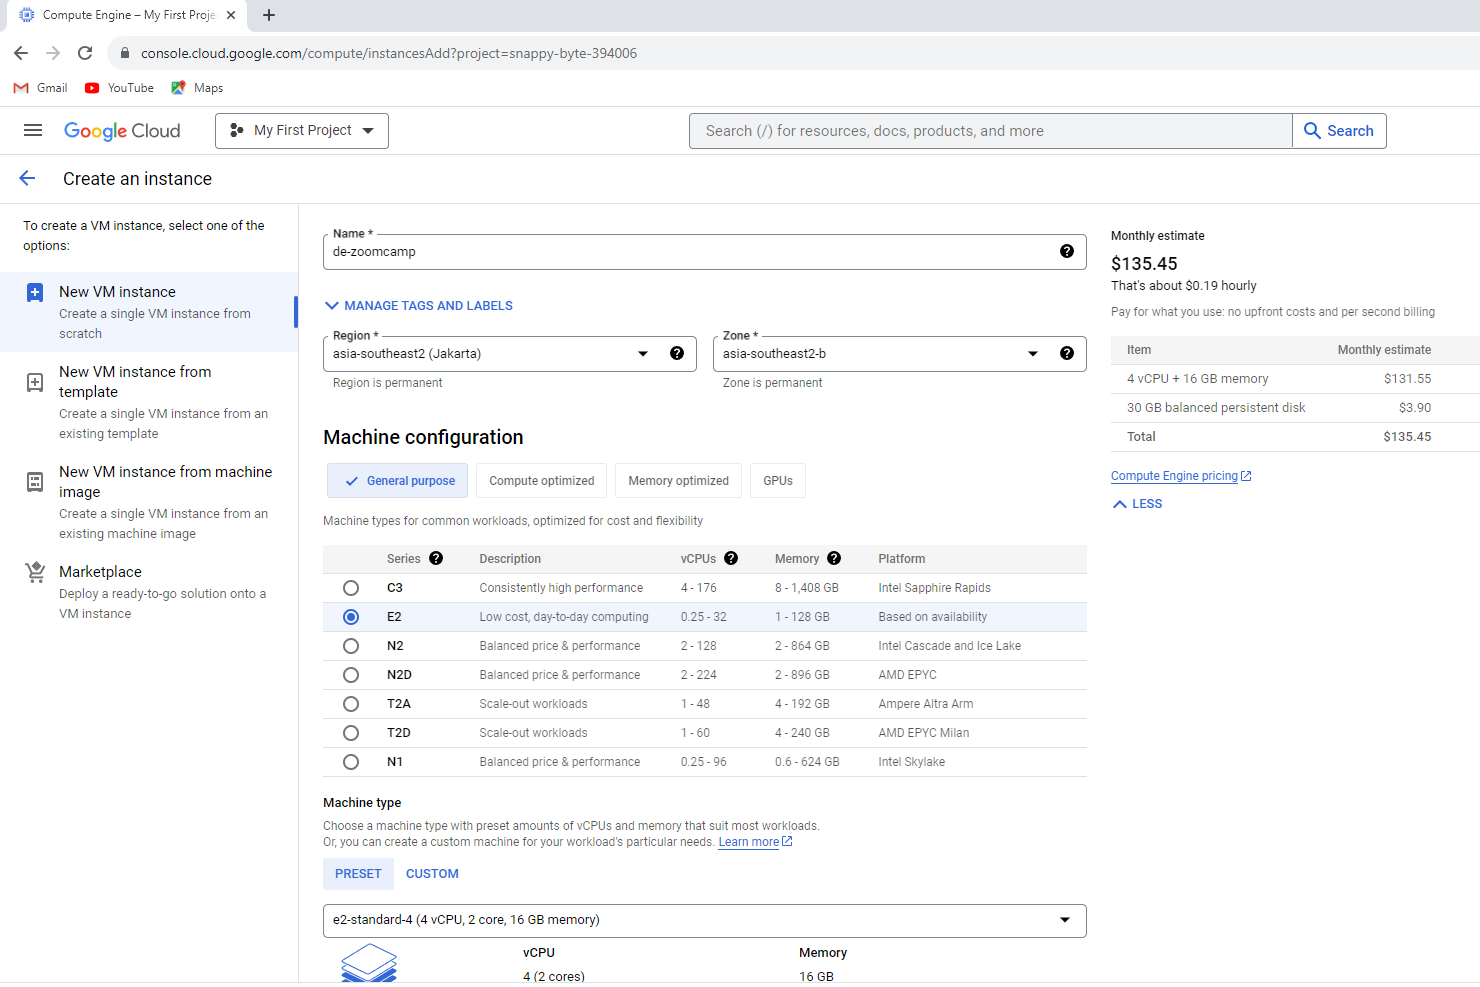 Compute Engine – My First Proje
console.cloud.google.com/compute/instancesAdd?project=snappy-byte-394006
Gmail YouTube Maps
Google Cloud My First Project Search (/) for resources, docs, products, and more Search
Create an instance
To create a VM instance, select one of the
options:
New VM instance
Create a single VM instance from
scratch
New VM instance from
template
Create a single VM instance from an
existing template
New VM instance from machine
image
Create a single VM instance from an
existing machine image
Marketplace
Deploy a ready-to-go solution onto a
VM instance
Name *
de-zoomcamp
MANAGE TAGS AND LABELS
Region * Zone *
asia-southeast2 (Jakarta) asia-southeast2-b
Region is permanent Zone is permanent
Machine configuration
General purpose Compute optimized Memory optimized GPUs
Machine types for common workloads, optimized for cost and flexibility
Series Description vCPUs Memory Platform
C3 Consistently high performance 4 - 176 8 - 1,408 GB Intel Sapphire Rapids
E2 Low cost, day-to-day computing 0.25 - 32 1 - 128 GB Based on availability
N2 Balanced price & performance 2 - 128 2 - 864 GB Intel Cascade and Ice Lake
N2D Balanced price & performance 2 - 224 2 - 896 GB AMD EPYC
T2A Scale-out workloads 1 - 48 4 - 192 GB Ampere Altra Arm
T2D Scale-out workloads 1 - 60 4 - 240 GB AMD EPYC Milan
N1 Balanced price & performance 0.25 - 96 0.6 - 624 GB Intel Skylake
Machine type
Choose a machine type with preset amounts of vCPUs and memory that suit most workloads.
Or, you can create a custom machine for your workload's particular needs. Learn more
PRESET CUSTOM
e2-standard-4 (4 vCPU, 2 core, 16 GB memory)
vCPU Memory
4 (2 cores) 16 GB
Monthly estimate
$135.45
That's about $0.19 hourly
Pay for what you use: no upfront costs and per second billing
Item Monthly estimate
4 vCPU + 16 GB memory $131.55
30 GB balanced persistent disk $3.90
Total $135.45
Compute Engine pricing
LESS